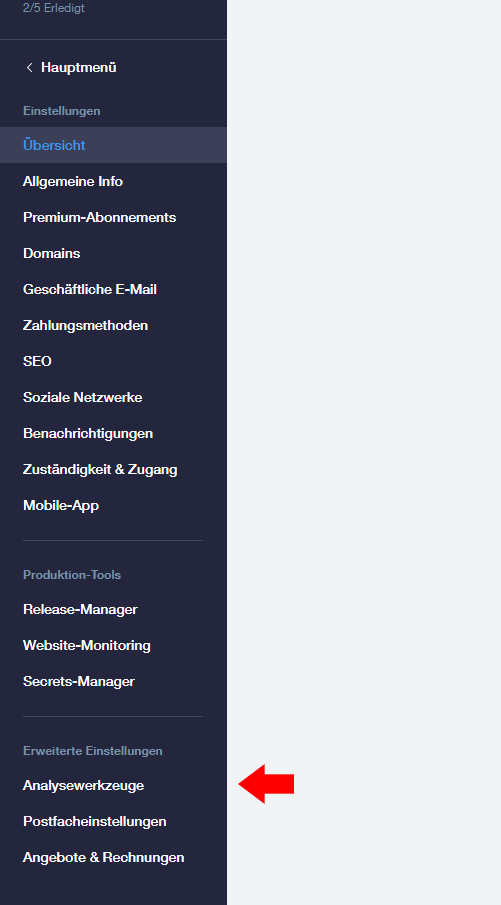 2/5 Erledigt
Hauptmenü
Einstellungen
Übersicht
Allgemeine Info
Premium-Abonnements
Domains
Geschäftliche E-Mail
Zahlungsmethoden
SEO
Soziale Netzwerke
Benachrichtigungen
Zuständigkeit & Zugang
Mobile-App
Produktion-Tools
Release-Manager
Website-Monitoring
Secrets-Manager
Erweiterte Einstellungen
Analysewerkzeuge
Postfacheinstellungen
Angebote & Rechnungen